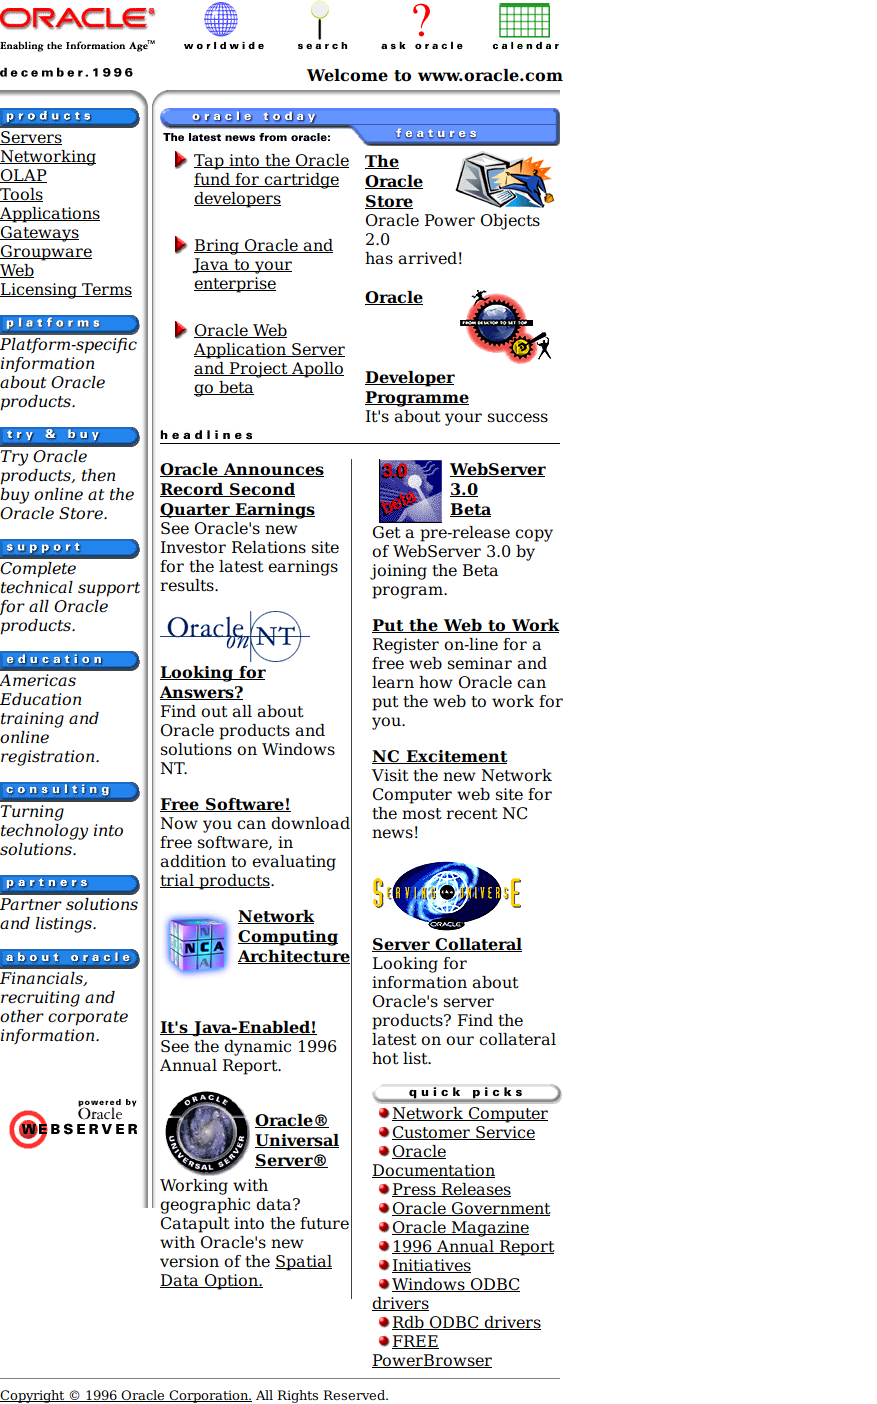 ORACLE®
Enabling the Information Age™
worldwide
search
ask oracle
calendar
december.1996
Welcome to www.oracle.com
products
Servers
Networking
OLAP
Tools
Applications
Gateways
Groupware
Web
Licensing Terms
platforms
Platform-specific
information
about Oracle
products.
try & buy
Try Oracle
products, then
buy online at the
Oracle Store.
support
Complete
technical support
for all Oracle
products.
education
Americas
Education
training and
online
registration.
consulting
Turning
technology into
solutions.
partners
Partner solutions
and listings.
about oracle
Financials,
recruiting and
other corporate
information.
powered by
Oracle
WEBSERVER
oracle today
The latest news from oracle:
Tap into the Oracle
fund for cartridge
developers
Bring Oracle and
Java to your
enterprise
Oracle Web
Application Server
and Project Apollo
go beta
features
The
Oracle
Store
Oracle Power Objects
2.0
has arrived!
Oracle
FROM DESKTOP TO SET TOP
Developer
Programme
It's about your success
headlines
Oracle Announces
Record Second
Quarter Earnings
See Oracle's new
Investor Relations site
for the latest earnings
results.
Oracle
on NT
Looking for
Answers?
Find out all about
Oracle products and
solutions on Windows
NT.
Free Software!
Now you can download
free software, in
addition to evaluating
trial products.
NCA
NCA
Network
Computing
Architecture
It's Java-Enabled!
See the dynamic 1996
Annual Report.
ORACLE
UNIVERSAL SERVER
Oracle®
Universal
Server®
Working with
geographic data?
Catapult into the future
with Oracle's new
version of the Spatial
Data Option.
3.0
beta
WebServer
3.0
Beta
Get a pre-release copy
of WebServer 3.0 by
joining the Beta
program.
Put the Web to Work
Register on-line for a
free web seminar and
learn how Oracle can
put the web to work for
you.
NC Excitement
Visit the new Network
Computer web site for
the most recent NC
news!
SERVING UNIVERSE
ORACLE
Server Collateral
Looking for
information about
Oracle's server
products? Find the
latest on our collateral
hot list.
quick picks
Network Computer
Customer Service
Oracle
Documentation
Press Releases
Oracle Government
Oracle Magazine
1996 Annual Report
Initiatives
Windows ODBC
drivers
Rdb ODBC drivers
FREE
PowerBrowser
Copyright © 1996 Oracle Corporation. All Rights Reserved.